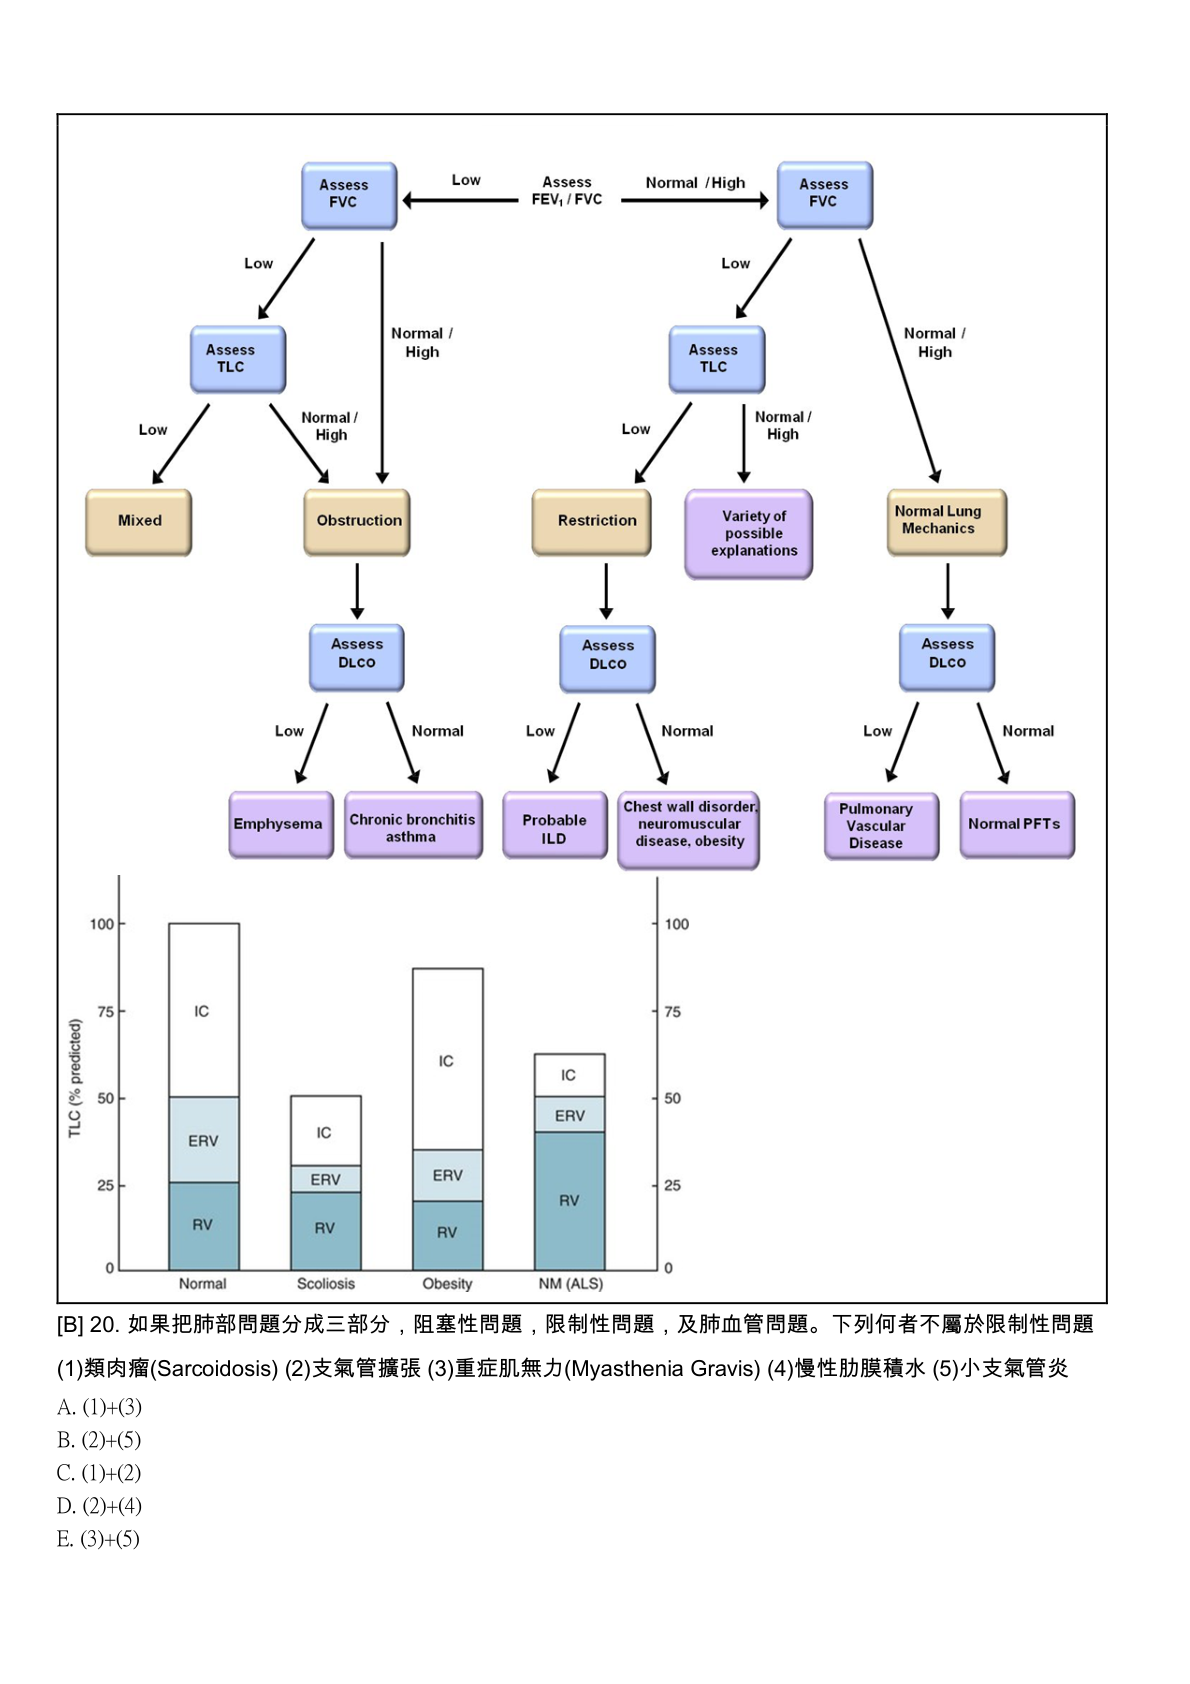 Assess
FVC
Low
Assess
FEV₁ / FVC
Normal / High
Assess
FVC
Low
Normal /
High
Low
Normal /
High
Assess
TLC
Assess
TLC
Low
Normal /
High
Low
Normal /
High
Mixed
Obstruction
Restriction
Variety of
possible
explanations
Normal Lung
Mechanics
Assess
DLCO
Assess
DLCO
Assess
DLCO
Low
Normal
Low
Normal
Low
Normal
Emphysema
Chronic bronchitis
asthma
Probable
ILD
Chest wall disorder,
neuromuscular
disease, obesity
Pulmonary
Vascular
Disease
Normal PFTs
TLC (% predicted)
100
75
50
25
0
IC
ERV
RV
IC
ERV
RV
IC
ERV
RV
IC
ERV
RV
100
75
50
25
0
Normal
Scoliosis
Obesity
NM (ALS)
[B] 20. 如果把肺部問題分成三部分，阻塞性問題，限制性問題，及肺血管問題。下列何者不屬於限制性問題
(1)類肉瘤(Sarcoidosis) (2)支氣管擴張 (3)重症肌無力(Myasthenia Gravis) (4)慢性肋膜積水 (5)小支氣管炎
A. (1)+(3)
B. (2)+(5)
C. (1)+(2)
D. (2)+(4)
E. (3)+(5)